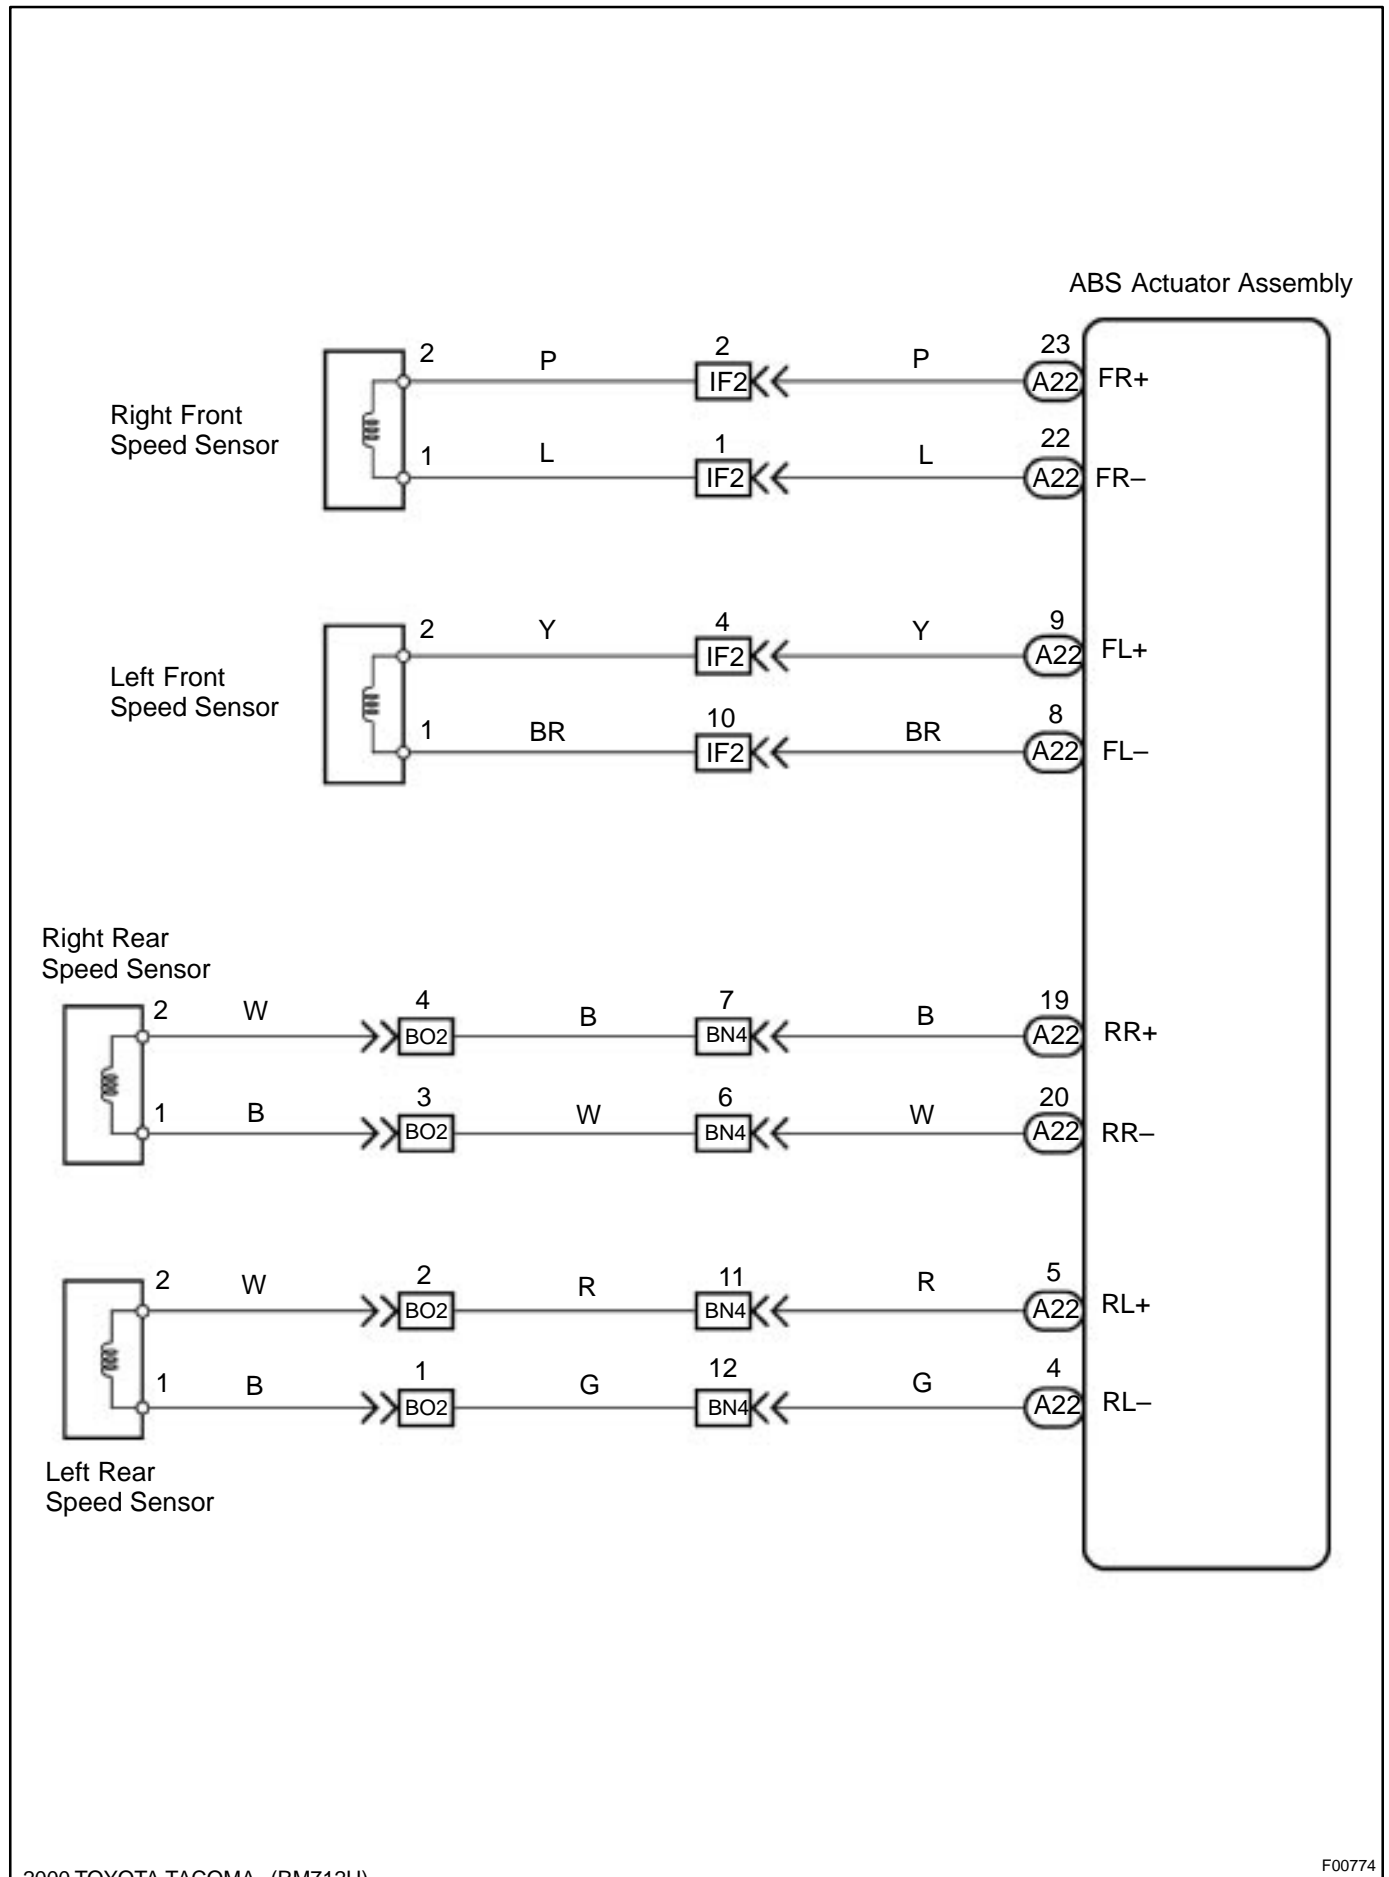 ABS Actuator Assembly
Right Front
Speed Sensor
2 P 2 P 23
IF2 A22 FR+
1 L 1 L 22
IF2 A22 FR–
Left Front
Speed Sensor
2 Y 4 Y 9
IF2 A22 FL+
1 BR 10 BR 8
IF2 A22 FL–
Right Rear
Speed Sensor
2 W 4 B 7 B 19
BO2 BN4 A22 RR+
1 B 3 W 6 W 20
BO2 BN4 A22 RR–
2 W 2 R 11 R 5
BO2 BN4 A22 RL+
1 B 1 G 12 G 4
BO2 BN4 A22 RL–
Left Rear
Speed Sensor
F00774
2000 TOYOTA TACOMA (RM712U)